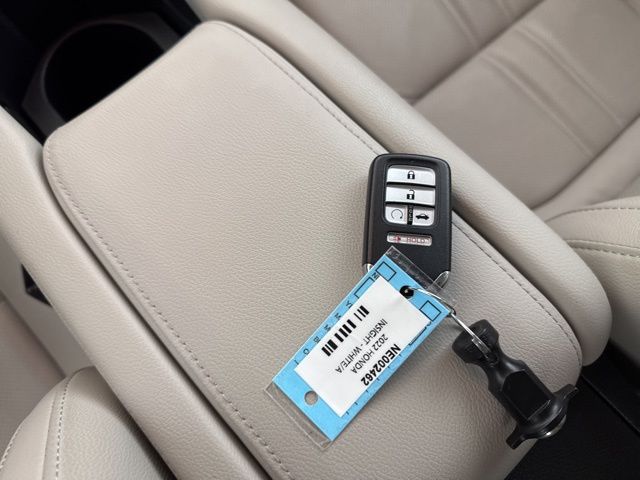 HOLD
NE002462
2022 HONDA
INSIGHT - WHITE/A